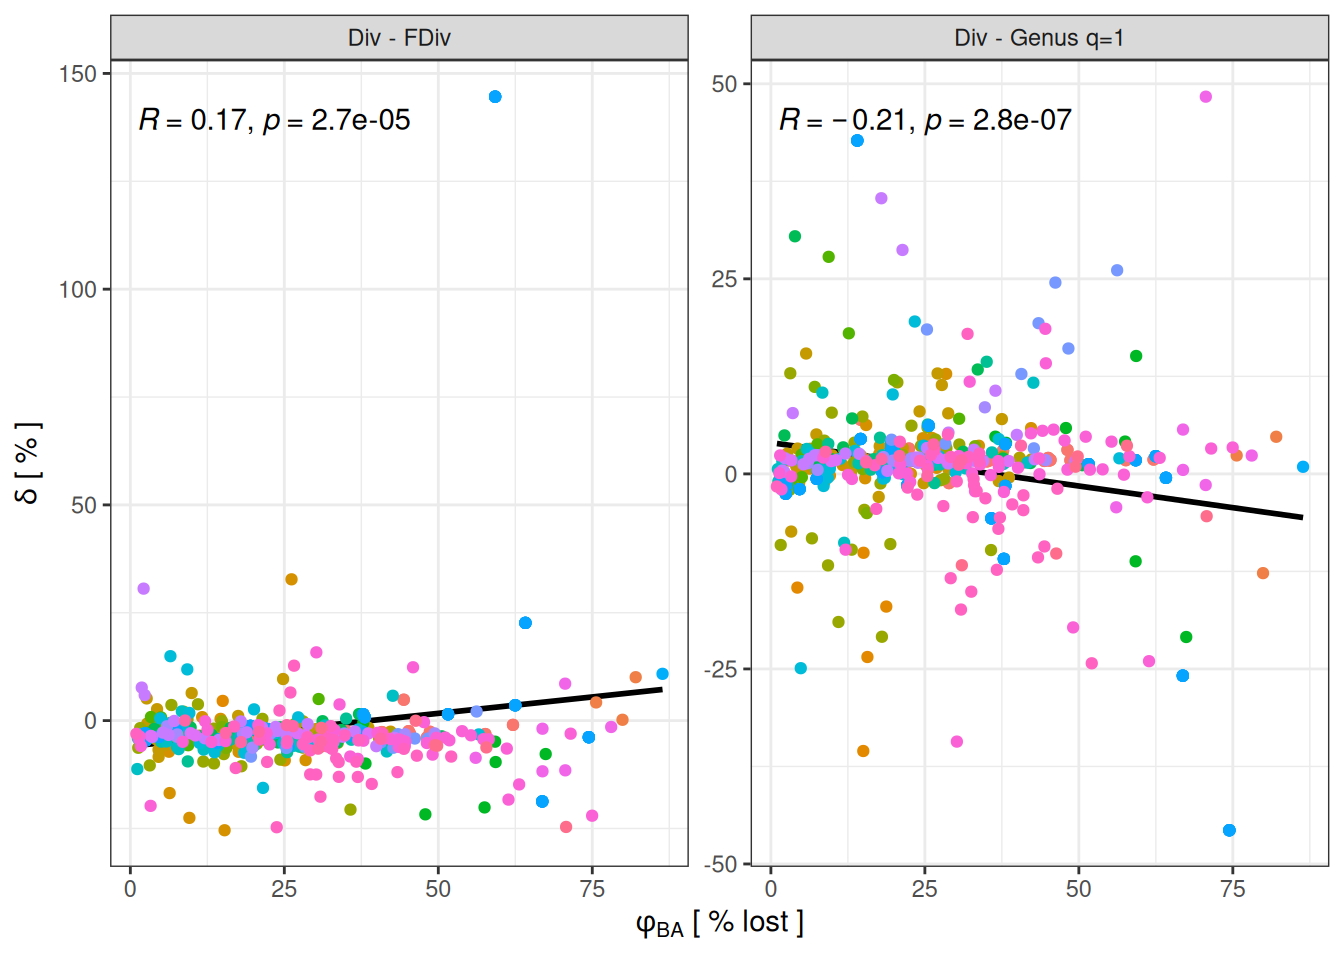 Div - FDiv
Div - Genus q=1
R = 0.17, p = 2.7e-05
R = −0.21, p = 2.8e-07
150
100
50
0
50
25
0
-25
-50
δ [ % ]
0 25 50 75
0 25 50 75
φBA [ % lost ]